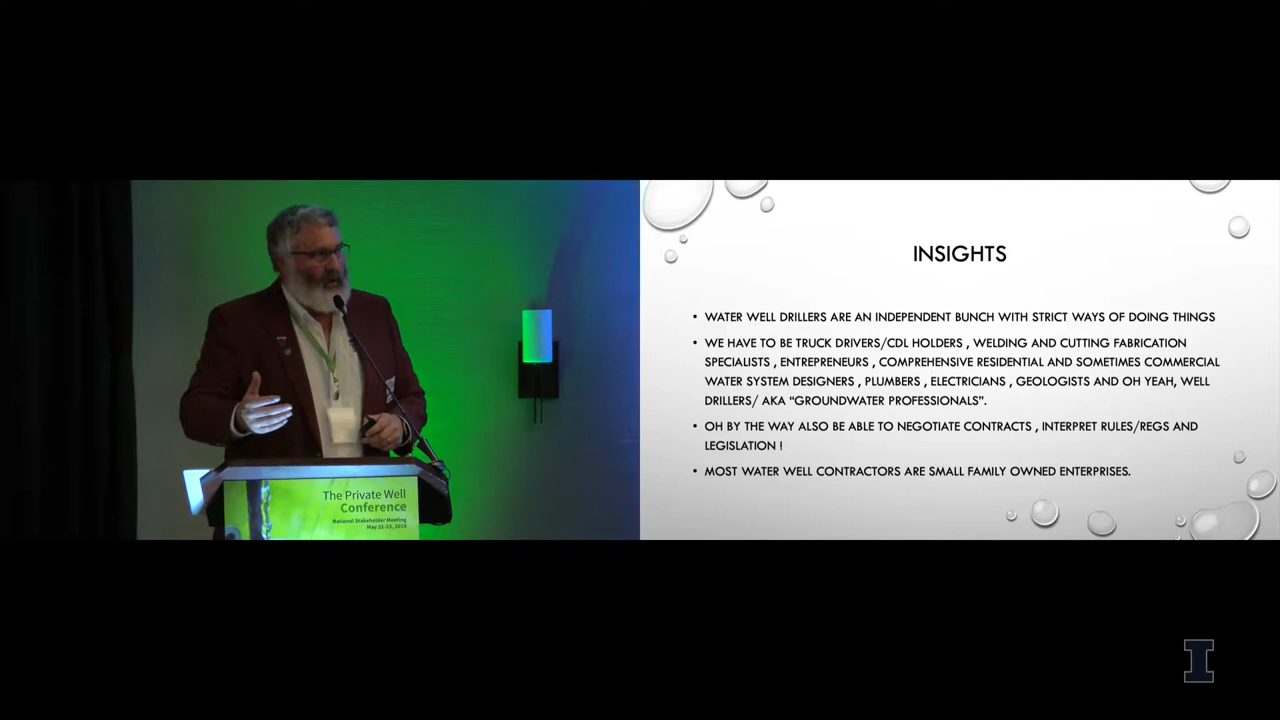 The Private Well
Conference
National Stakeholder Meeting
May 21-23, 2019
INSIGHTS
• WATER WELL DRILLERS ARE AN INDEPENDENT BUNCH WITH STRICT WAYS OF DOING THINGS
• WE HAVE TO BE TRUCK DRIVERS/CDL HOLDERS , WELDING AND CUTTING FABRICATION
SPECIALISTS , ENTREPRENEURS , COMPREHENSIVE RESIDENTIAL AND SOMETIMES COMMERCIAL
WATER SYSTEM DESIGNERS , PLUMBERS , ELECTRICIANS , GEOLOGISTS AND OH YEAH, WELL
DRILLERS/ AKA “GROUNDWATER PROFESSIONALS”.
• OH BY THE WAY ALSO BE ABLE TO NEGOTIATE CONTRACTS , INTERPRET RULES/REGS AND
LEGISLATION !
• MOST WATER WELL CONTRACTORS ARE SMALL FAMILY OWNED ENTERPRISES.
I